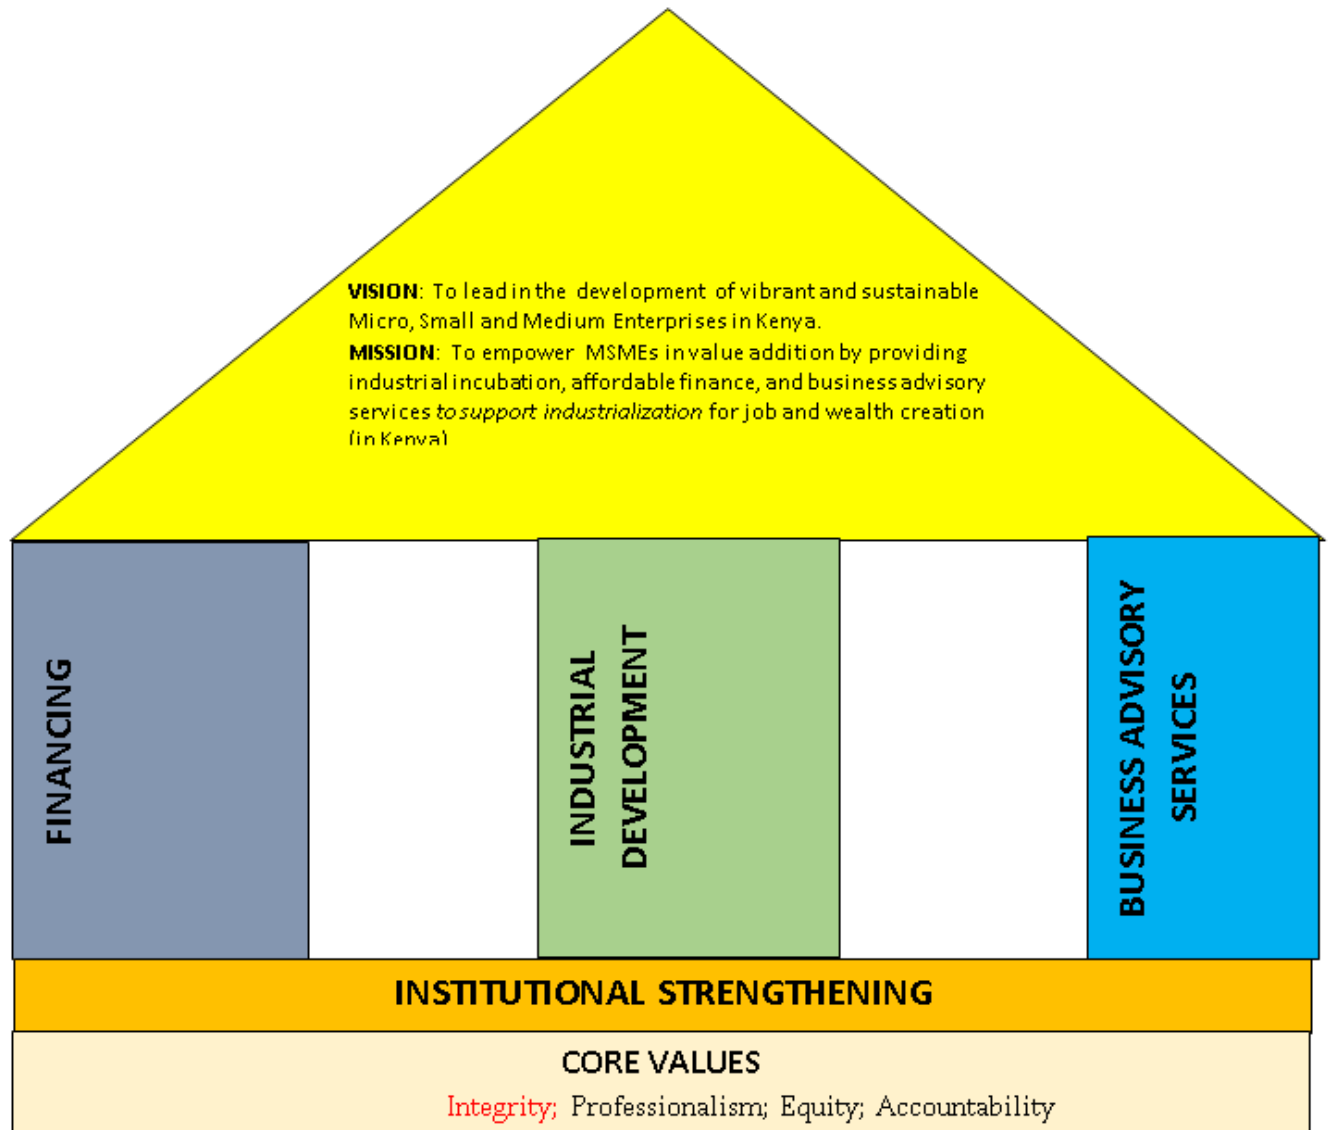 VISION: To lead in the development of vibrant and sustainable
Micro, Small and Medium Enterprises in Kenya.
MISSION: To empower MSMEs in value addition by providing
industrial incubation, affordable finance, and business advisory
services to support industrialization for job and wealth creation
(in Kenya)
FINANCING
INDUSTRIAL
DEVELOPMENT
BUSINESS ADVISORY
SERVICES
INSTITUTIONAL STRENGTHENING
CORE VALUES
Integrity; Professionalism; Equity; Accountability